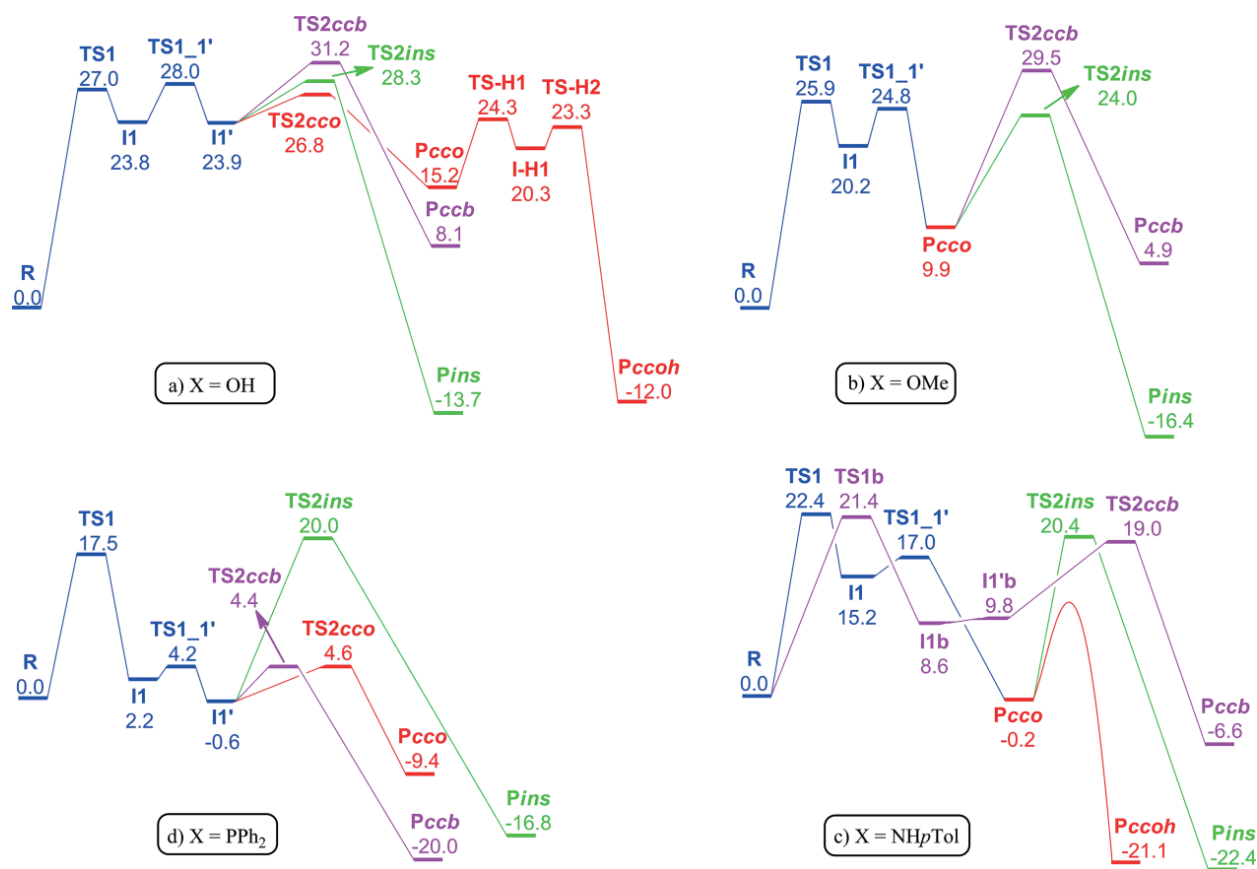 TS1
27.0
TS1_1'
28.0
TS2ccb
31.2
TS2ins
28.3
TS2cco
26.8
TS-H1
24.3
TS-H2
23.3
I1
23.8
I1'
23.9
Pcco
15.2
I-H1
20.3
Pccb
8.1
R
0.0
Pins
-13.7
Pccoh
-12.0
a) X = OH
TS2ccb
29.5
TS2ins
24.0
TS1
25.9
TS1_1'
24.8
I1
20.2
Pcco
9.9
Pccb
4.9
R
0.0
Pins
-16.4
b) X = OMe
TS2ins
20.0
TS1
17.5
TS2ccb
4.4
TS1_1'
4.2
TS2cco
4.6
R
0.0
I1
2.2
I1'
-0.6
Pcco
-9.4
Pins
-16.8
Pccb
-20.0
d) X = PPh₂
TS1
22.4
TS1b
21.4
TS1_1'
17.0
TS2ins
20.4
TS2ccb
19.0
I1
15.2
I1'b
9.8
I1b
8.6
R
0.0
Pcco
-0.2
Pccb
-6.6
Pccoh
-21.1
Pins
-22.4
c) X = NHpTol